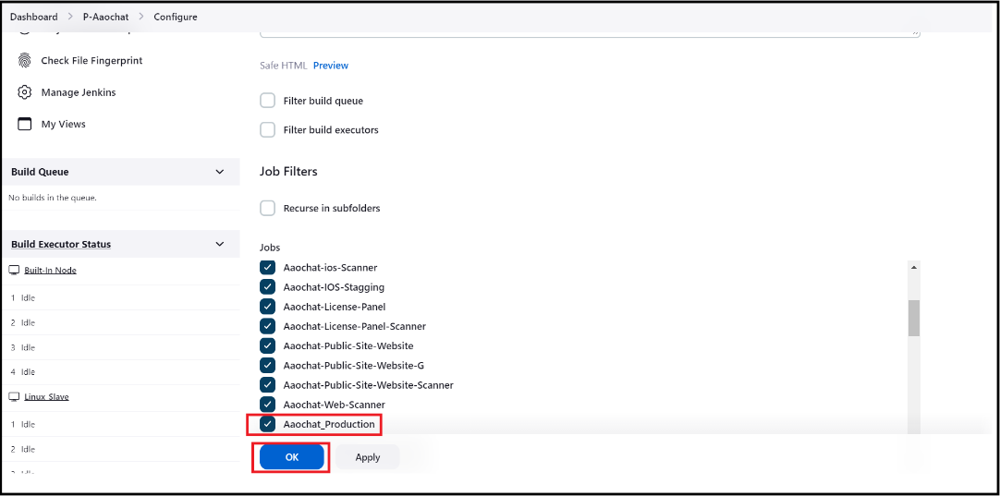 Dashboard > P-Aaochat > Configure
Check File Fingerprint
Manage Jenkins
My Views
Build Queue
No builds in the queue.
Build Executor Status
Built-In Node
1 Idle
2 Idle
3 Idle
4 Idle
Linux_Slave
1 Idle
2 Idle
Safe HTML Preview
Filter build queue
Filter build executors
Job Filters
Recurse in subfolders
Jobs
Aaochat-ios-Scanner
Aaochat-IOS-Stagging
Aaochat-License-Panel
Aaochat-License-Panel-Scanner
Aaochat-Public-Site-Website
Aaochat-Public-Site-Website-G
Aaochat-Public-Site-Website-Scanner
Aaochat-Web-Scanner
Aaochat_Production
OK Apply